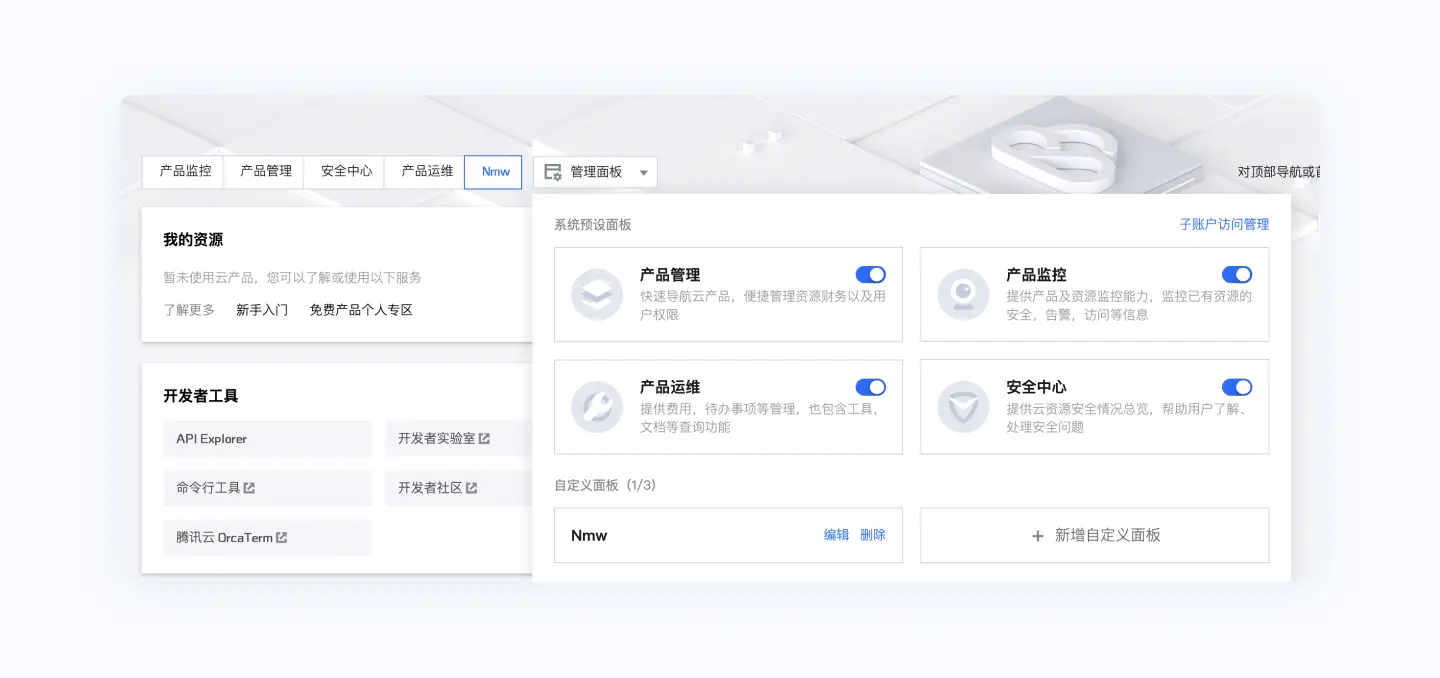 产品监控 产品管理 安全中心 产品运维 Nmw 管理面板
对顶部导航或
我的资源
暂未使用云产品，您可以了解或使用以下服务
了解更多 新手入门 免费产品个人专区
开发者工具
API Explorer 开发者实验室
命令行工具 开发者社区
腾讯云 OrcaTerm
系统预设面板 子账户访问管理
产品管理
快速导航云产品，便捷管理资源财务以及用
户权限
产品监控
提供产品及资源监控能力，监控已有资源的
安全，告警，访问等信息
产品运维
提供费用，待办事项等管理，也包含工具，
文档等查询功能
安全中心
提供云资源安全情况总览，帮助用户了解、
处理安全问题
自定义面板（1/3）
Nmw 编辑 删除
+ 新增自定义面板